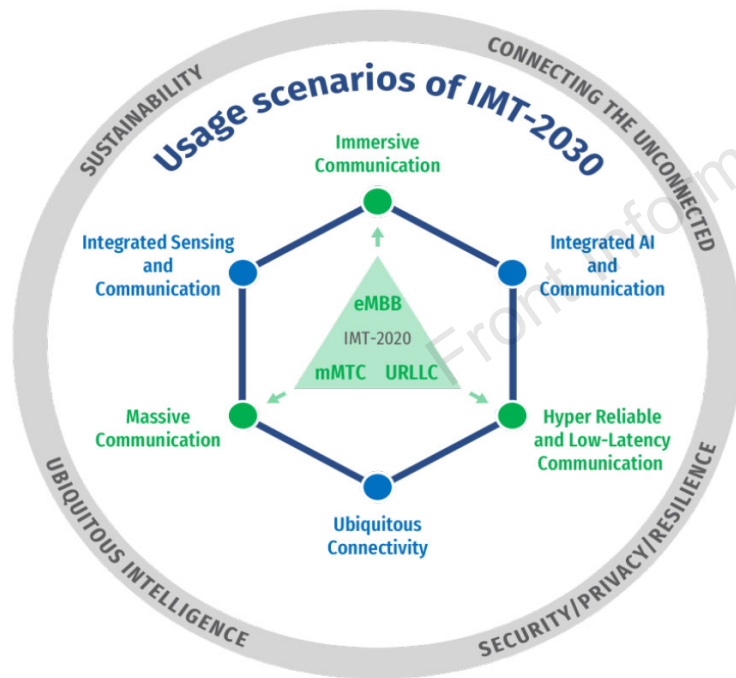 SUSTAINABILITY
CONNECTING THE UNCONNECTED
Usage scenarios of IMT-2030
Immersive
Communication
Integrated Sensing
and
Communication
Integrated AI
and
Communication
eMBB
IMT-2020
mMTC URLLC
Massive
Communication
Hyper Reliable
and Low-Latency
Communication
Ubiquitous
Connectivity
UBIQUITOUS INTELLIGENCE
SECURITY/PRIVACY/RESILIENCE
Front Inform